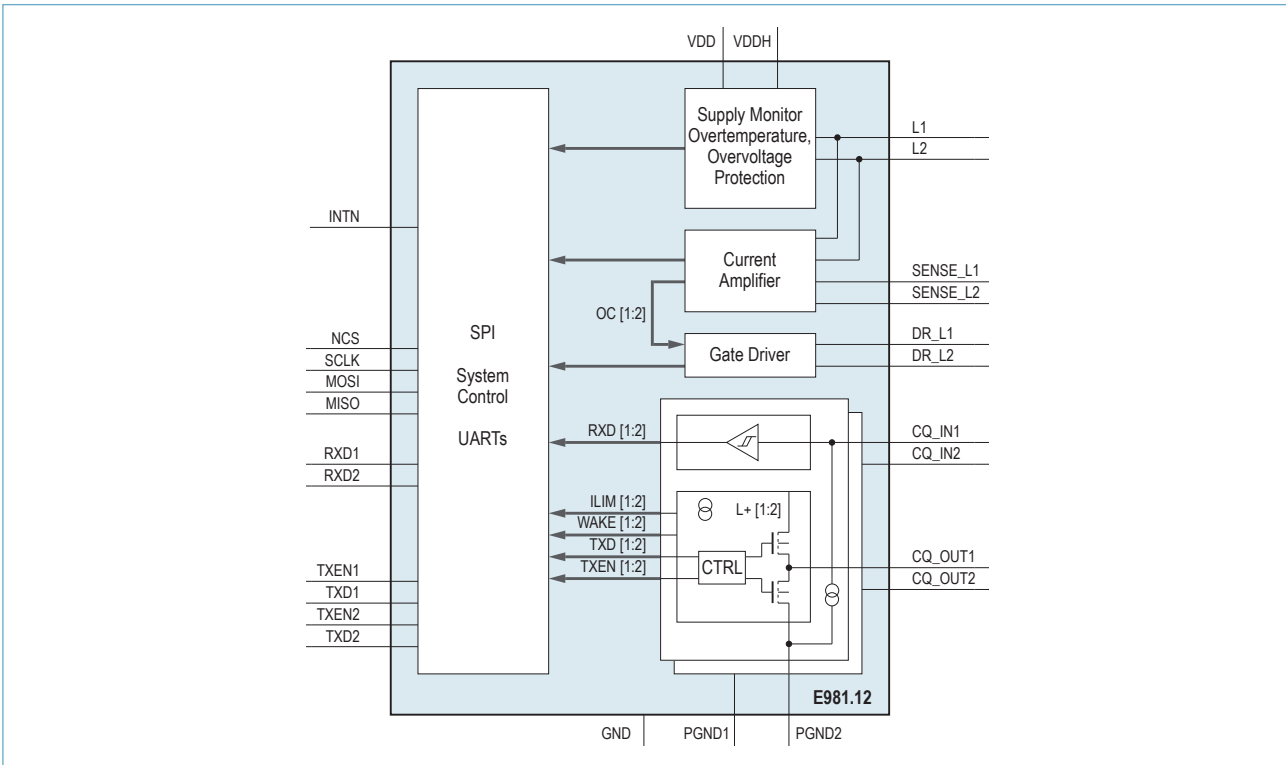 VDD VDDH
Supply Monitor
Overtemperature,
Overvoltage
Protection
L1
L2
INTN
Current
Amplifier
SENSE_L1
SENSE_L2
OC [1:2]
SPI
System
Control
UARTs
NCS
SCLK
MOSI
MISO
Gate Driver
DR_L1
DR_L2
RXD1
RXD2
RXD [1:2]
CQ_IN1
CQ_IN2
ILIM [1:2]
WAKE [1:2]
TXD [1:2]
TXEN [1:2]
L+ [1:2]
CTRL
CQ_OUT1
CQ_OUT2
TXEN1
TXD1
TXEN2
TXD2
E981.12
GND PGND1 PGND2